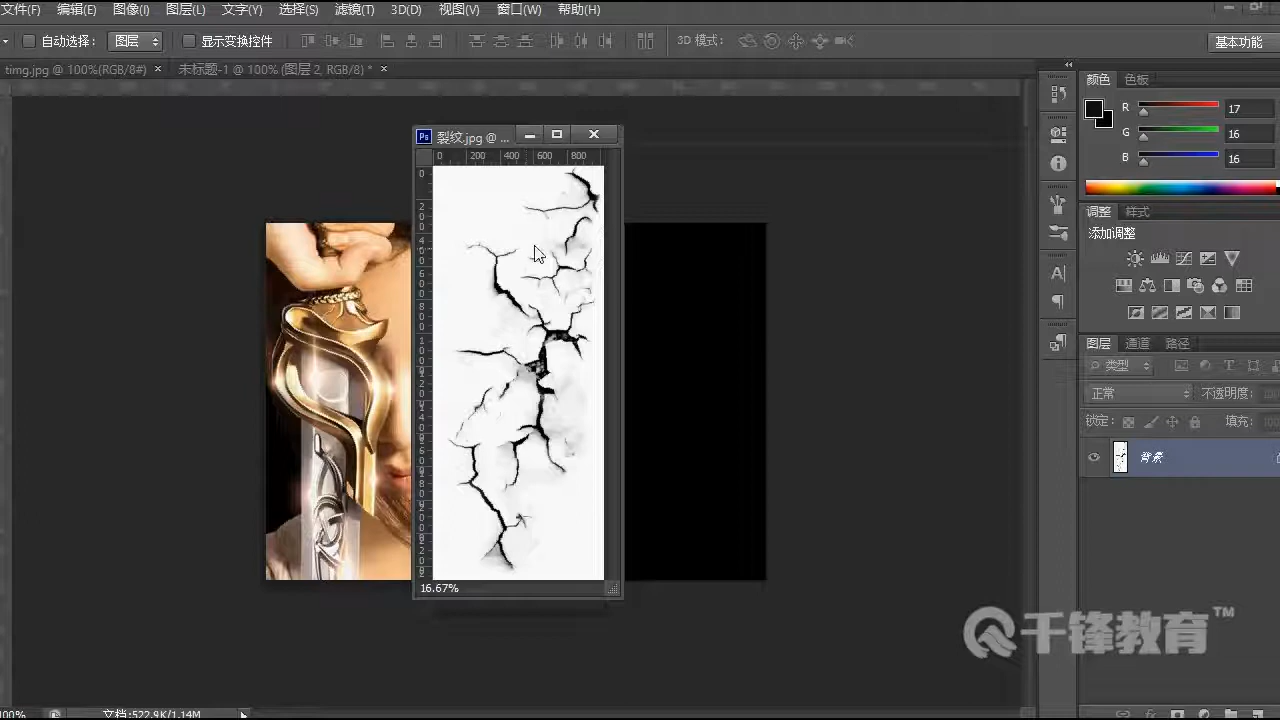 文件(F) 编辑(E) 图像(I) 图层(L) 文字(Y) 选择(S) 滤镜(T) 3D(D) 视图(V) 窗口(W) 帮助(H)
自动选择: 图层 显示变换控件 3D 模式: 基本功能
timg.jpg @ 100%(RGB/8#) × 未标题-1 @ 100% (图层 2, RGB/8) * ×
颜色 色板
R 17
G 16
B 16
Ps 裂纹.jpg @ ...
0 200 400 600 800
调整 样式
添加调整
图层 通道 路径
类型
正常 不透明度:
锁定: 填充:
背景
16.67%
千锋教育™
100% 文档:522.9K/1.14M